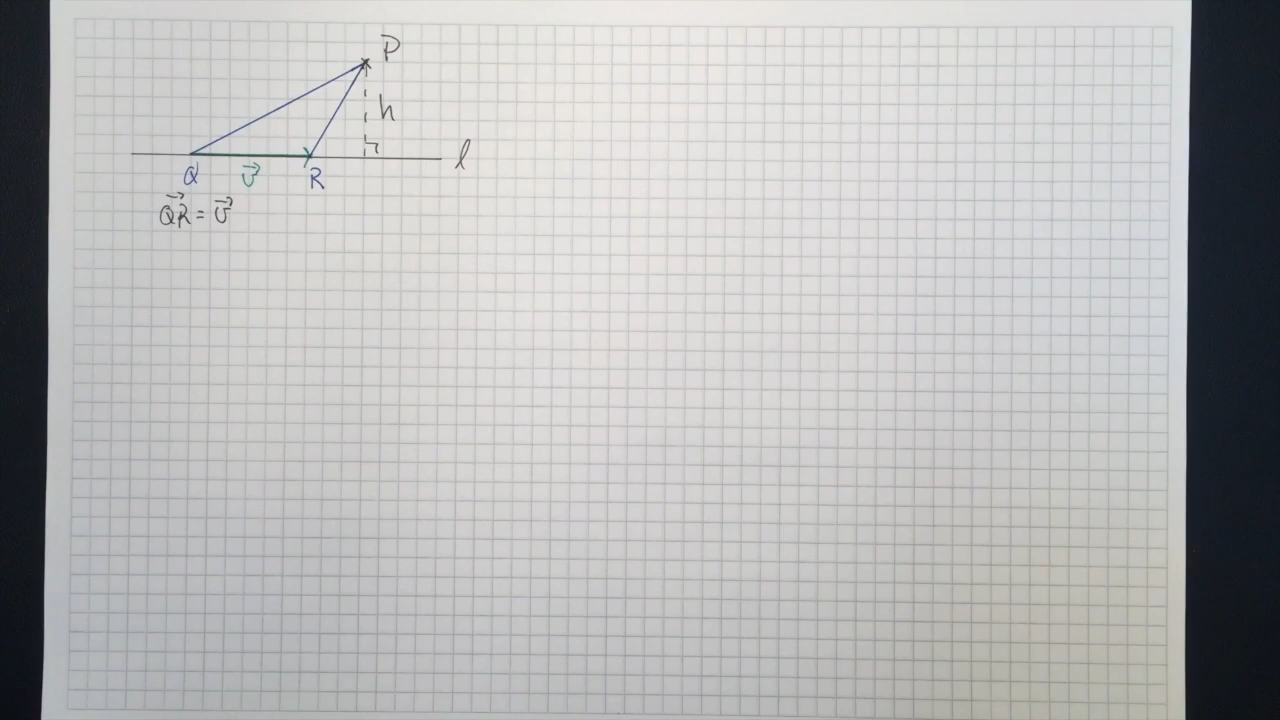 P
h
l
Q v⃗ R
QR⃗ = v⃗